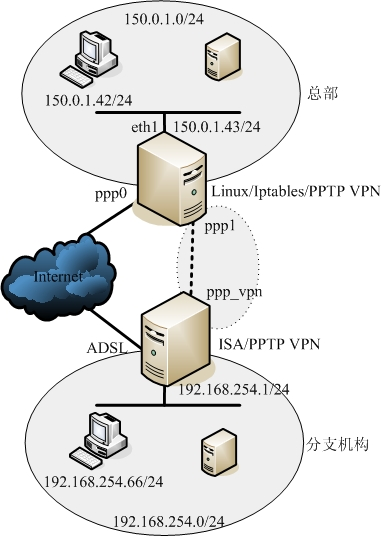 150.0.1.0/24
总部
150.0.1.42/24
eth1
150.0.1.43/24
ppp0
Linux/Iptables/PPTP VPN
ppp1
Internet
ppp_vpn
ADSL
ISA/PPTP VPN
192.168.254.1/24
分支机构
192.168.254.66/24
192.168.254.0/24